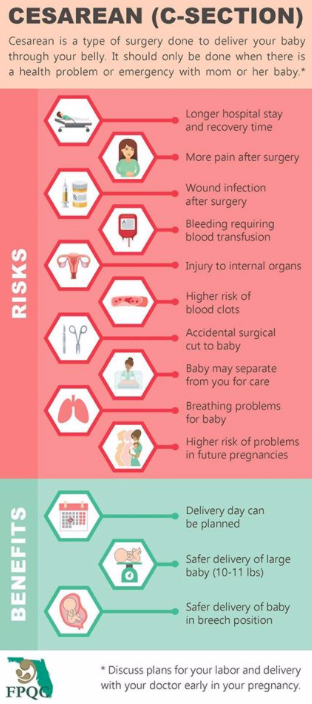 CESAREAN (C-SECTION)
Cesarean is a type of surgery done to deliver your baby
through your belly. It should only be done when there is
a health problem or emergency with mom or her baby.*
RISKS
Longer hospital stay
and recovery time
More pain after surgery
Wound infection
after surgery
Bleeding requiring
blood transfusion
Injury to internal organs
Higher risk of
blood clots
Accidental surgical
cut to baby
Baby may separate
from you for care
Breathing problems
for baby
Higher risk of problems
in future pregnancies
BENEFITS
Delivery day can
be planned
Safer delivery of large
baby (10-11 lbs)
Safer delivery of baby
in breech position
FPQC
* Discuss plans for your labor and delivery
with your doctor early in your pregnancy.